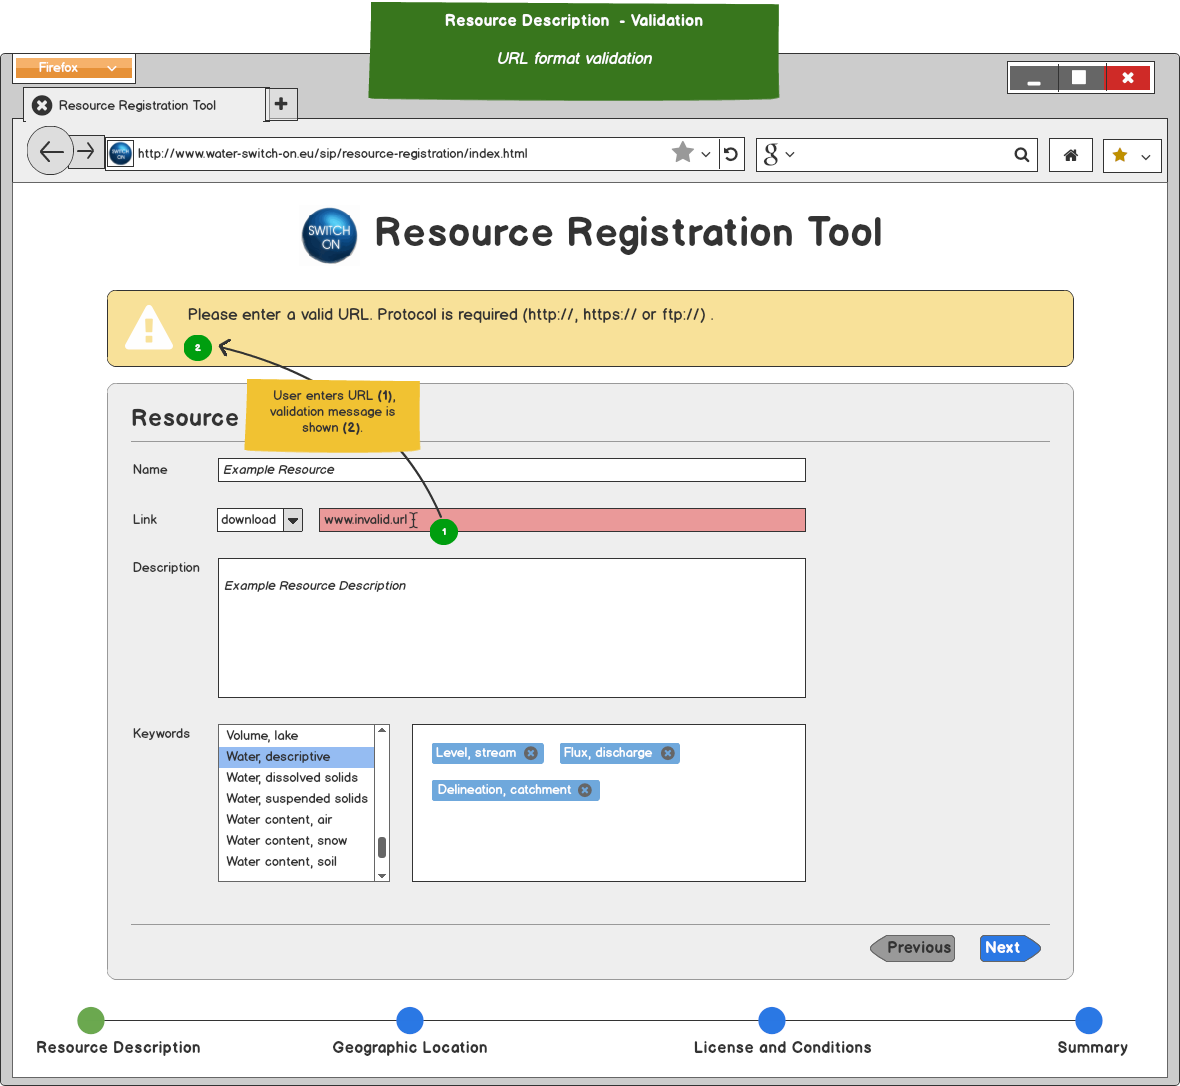 Resource Description - Validation
URL format validation
Firefox
Resource Registration Tool
SWITCH
ON
http://www.water-switch-on.eu/sip/resource-registration/index.html
g
SWITCH
ON
Resource Registration Tool
Please enter a valid URL. Protocol is required (http://, https:// or ftp://) .
2
User enters URL (1),
validation message is
shown (2).
Resource
Name
Example Resource
Link
download
www.invalid.url
1
Description
Example Resource Description
Keywords
Volume, lake
Water, descriptive
Water, dissolved solids
Water, suspended solids
Water content, air
Water content, snow
Water content, soil
Level, stream
Flux, discharge
Delineation, catchment
Previous
Next
Resource Description
Geographic Location
License and Conditions
Summary